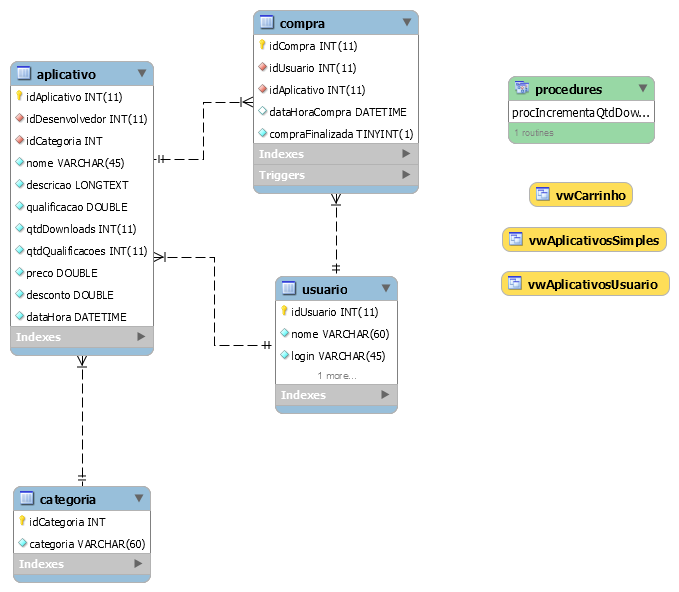 compra
idCompra INT(11)
idUsuario INT(11)
idAplicativo INT(11)
dataHoraCompra DATETIME
compraFinalizada TINYINT(1)
Indexes
Triggers
aplicativo
idAplicativo INT(11)
idDesenvolvedor INT(11)
idCategoria INT
nome VARCHAR(45)
descricao LONGTEXT
qualificacao DOUBLE
qtdDownloads INT(11)
qtdQualificacoes INT(11)
preco DOUBLE
desconto DOUBLE
dataHora DATETIME
Indexes
procedures
procIncrementaQtdDow...
1 routines
vwCarrinho
vwAplicativosSimples
vwAplicativosUsuario
usuario
idUsuario INT(11)
nome VARCHAR(60)
login VARCHAR(45)
1 more...
Indexes
categoria
idCategoria INT
categoria VARCHAR(60)
Indexes